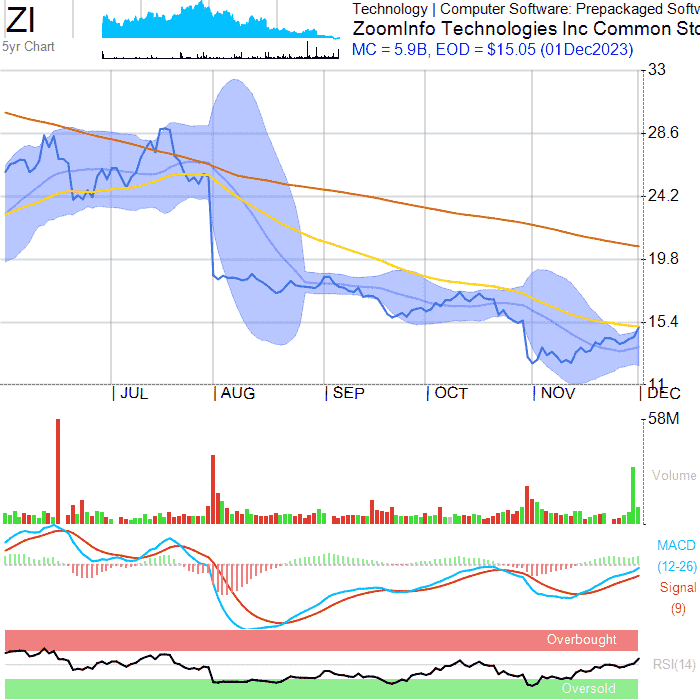 ZI
5yr Chart
Technology | Computer Software: Prepackaged Softw
ZoomInfo Technologies Inc Common Sto
MC = 5.9B, EOD = $15.05 (01Dec2023)
33
28.6
24.2
19.8
15.4
11
JUL AUG SEP OCT NOV DEC
58M
Volume
MACD
(12-26)
Signal
(9)
Overbought
RSI(14)
Oversold